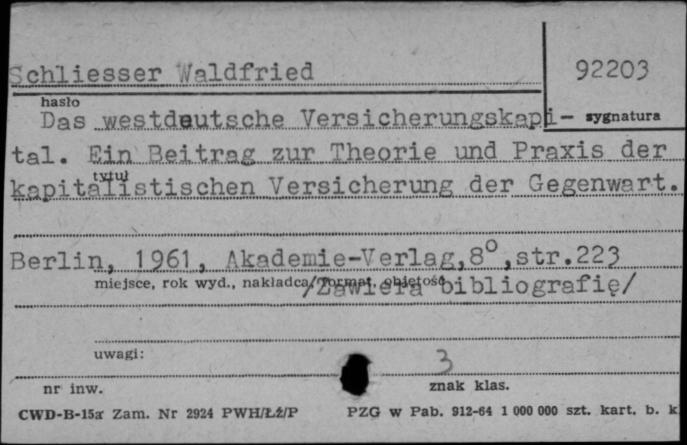 Schliesser Waldfried 92203
hasło
Das westdeutsche Versicherungskapi- sygnatura
tal. Ein Beitrag zur Theorie und Praxis der
tytuł
kapitalistischen Versicherung der Gegenwart.
Berlin, 1961, Akademie-Verlag,8°,str.223
miejsce, rok wyd., nakładca, format, objętość
/Zawiera bibliografię/
uwagi:
3
nr inw. znak klas.
CWD-B-15a Zam. Nr 2924 PWH/Łź/P PZG w Pab. 912-64 1 000 000 szt. kart. b. k